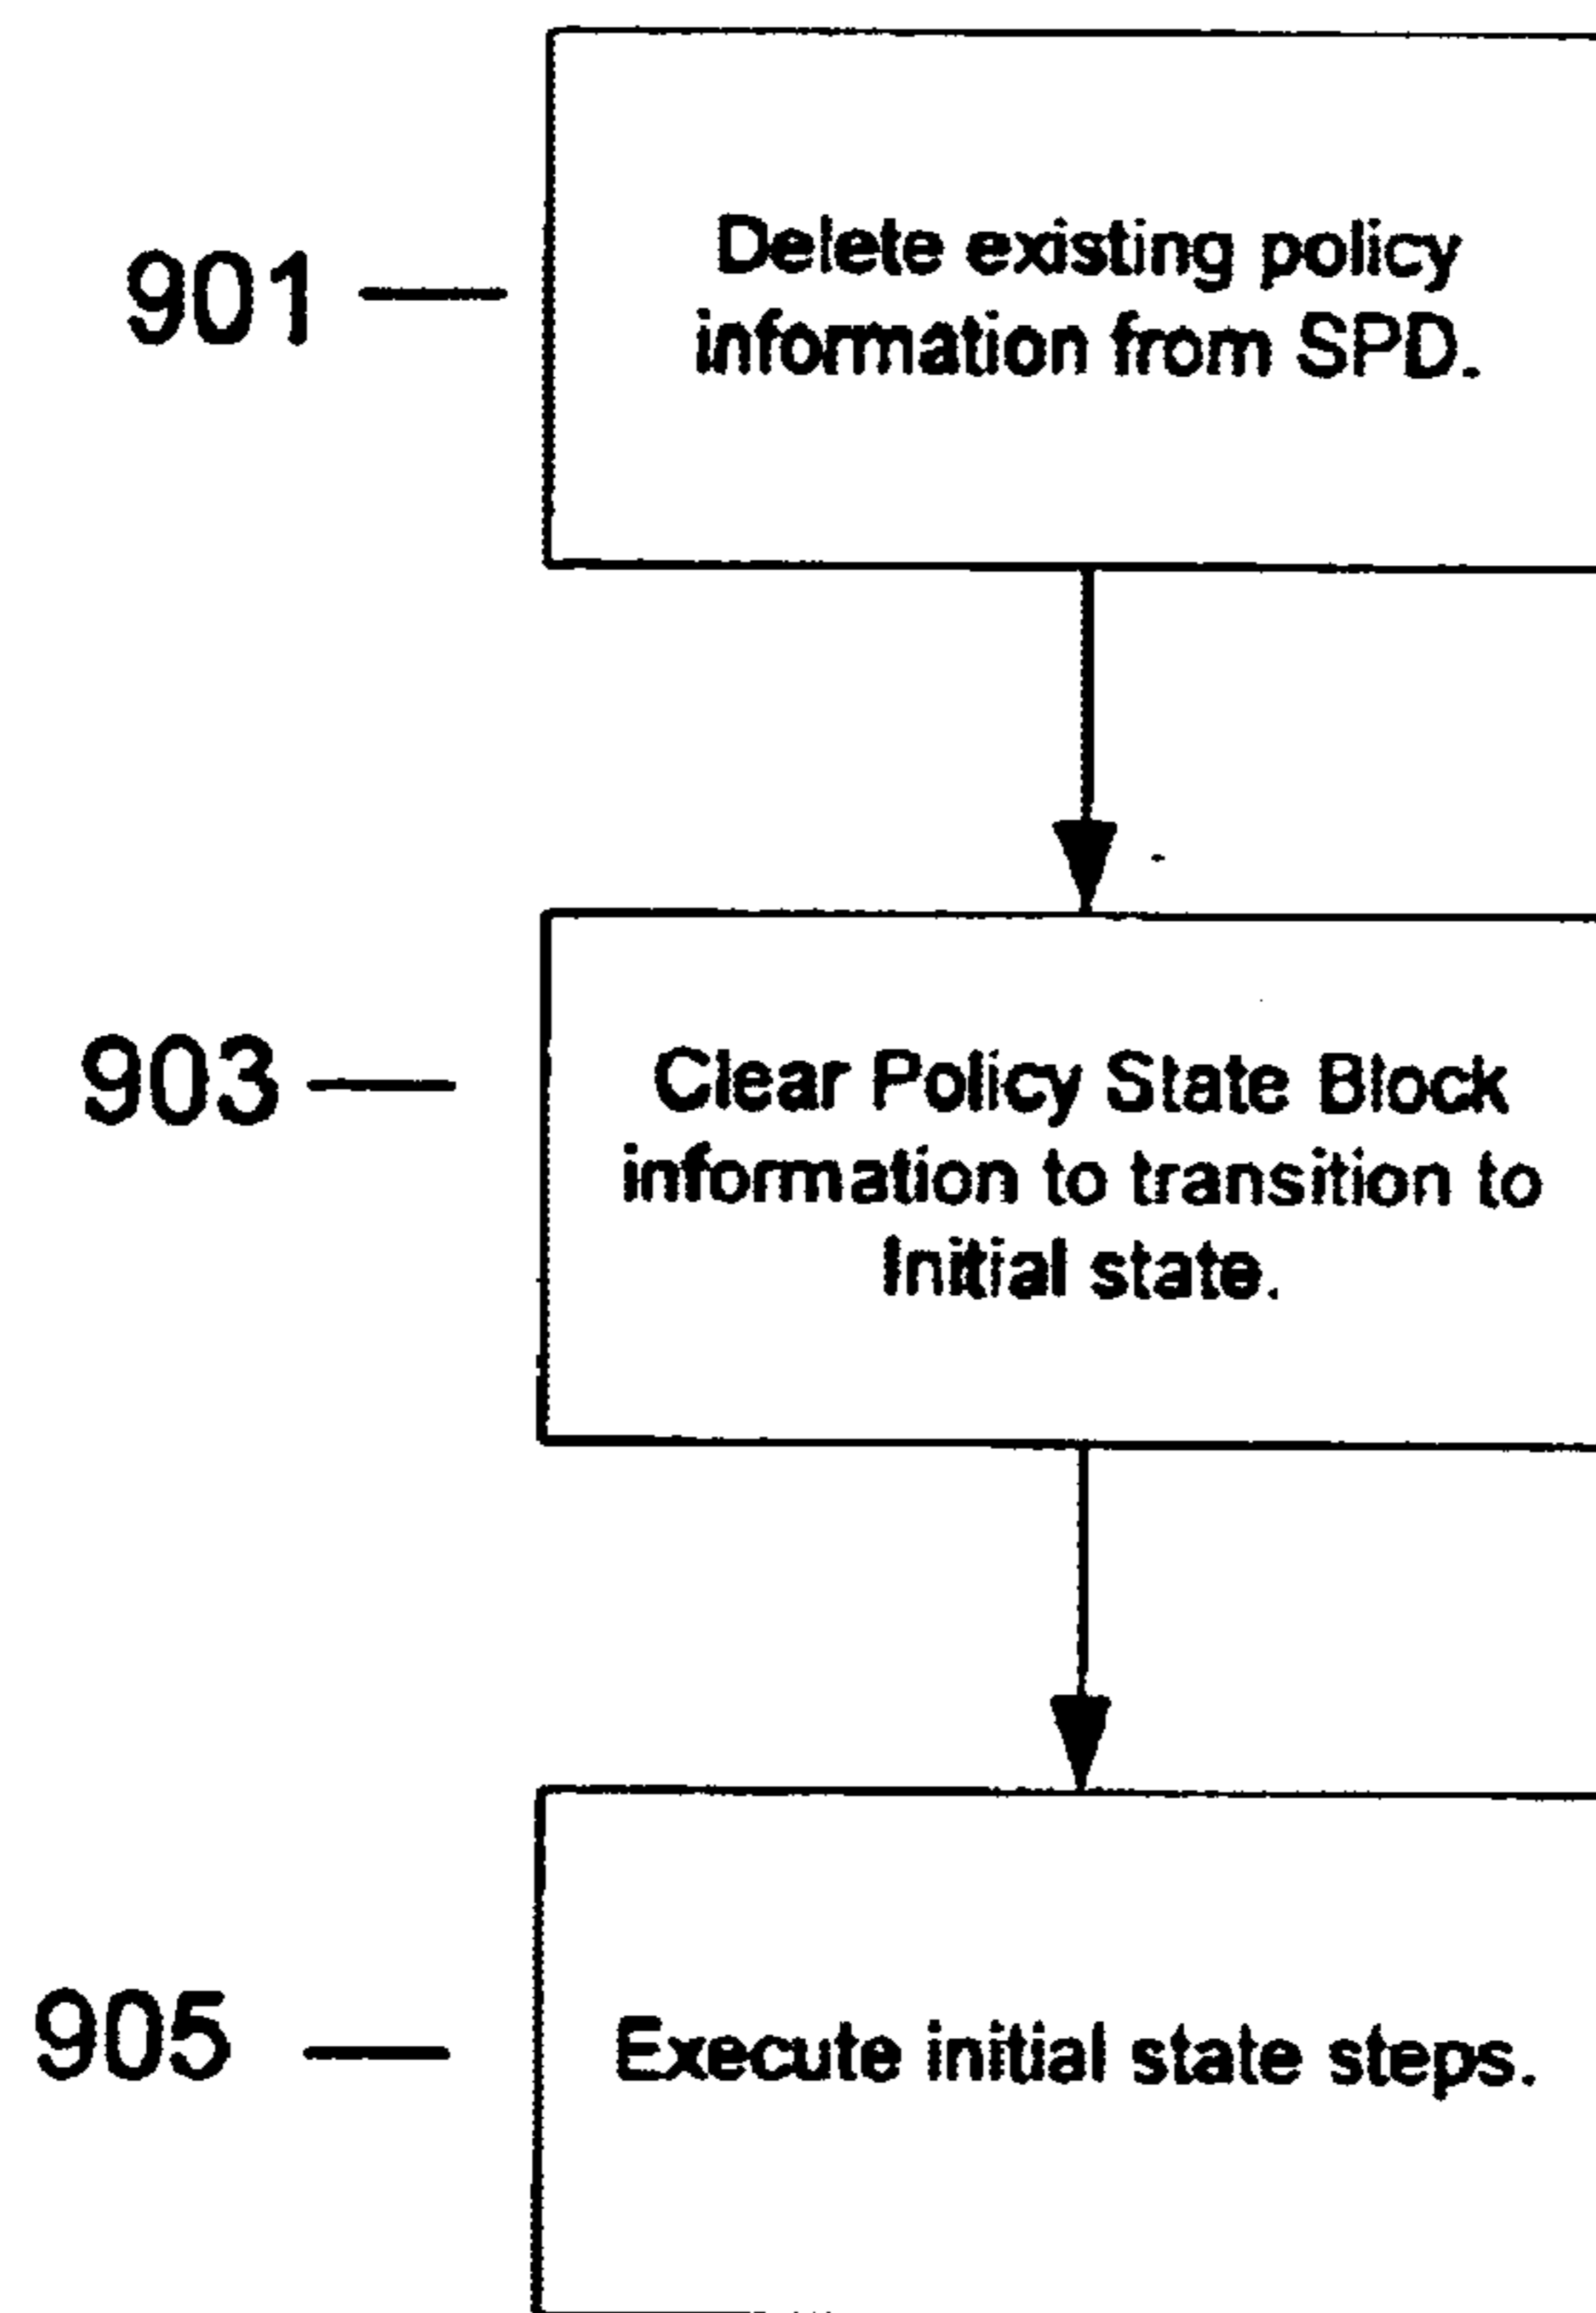 901
Delete existing policy
information from SPD.
903
Clear Policy State Block
information to transition to
Initial state.
905
Execute initial state steps.